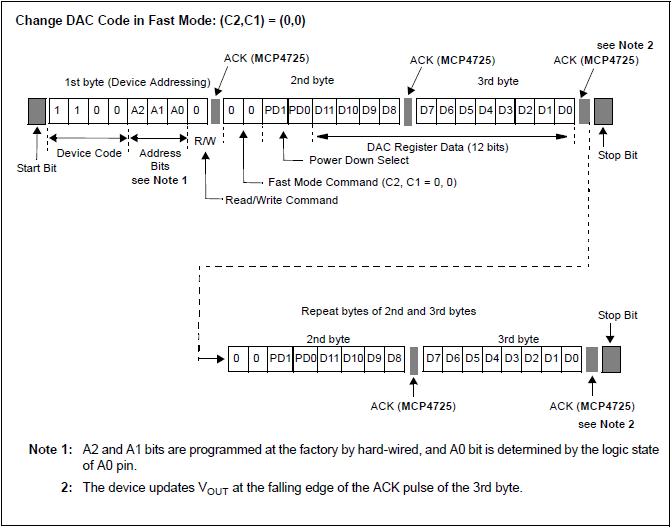 Change DAC Code in Fast Mode: (C2,C1) = (0,0)
see Note 2
ACK (MCP4725) ACK (MCP4725) ACK (MCP4725)
1st byte (Device Addressing) 2nd byte 3rd byte
1 1 0 0 A2 A1 A0 0 0 0 PD1 PD0 D11 D10 D9 D8 D7 D6 D5 D4 D3 D2 D1 D0
R/W DAC Register Data (12 bits)
Start Bit Device Code Address Bits Power Down Select Stop Bit
see Note 1 Fast Mode Command (C2, C1 = 0, 0)
Read/Write Command
Repeat bytes of 2nd and 3rd bytes Stop Bit
2nd byte 3rd byte
0 0 PD1 PD0 D11 D10 D9 D8 D7 D6 D5 D4 D3 D2 D1 D0
ACK (MCP4725) ACK (MCP4725)
see Note 2
Note 1: A2 and A1 bits are programmed at the factory by hard-wired, and A0 bit is determined by the logic state
of A0 pin.
2: The device updates VOUT at the falling edge of the ACK pulse of the 3rd byte.